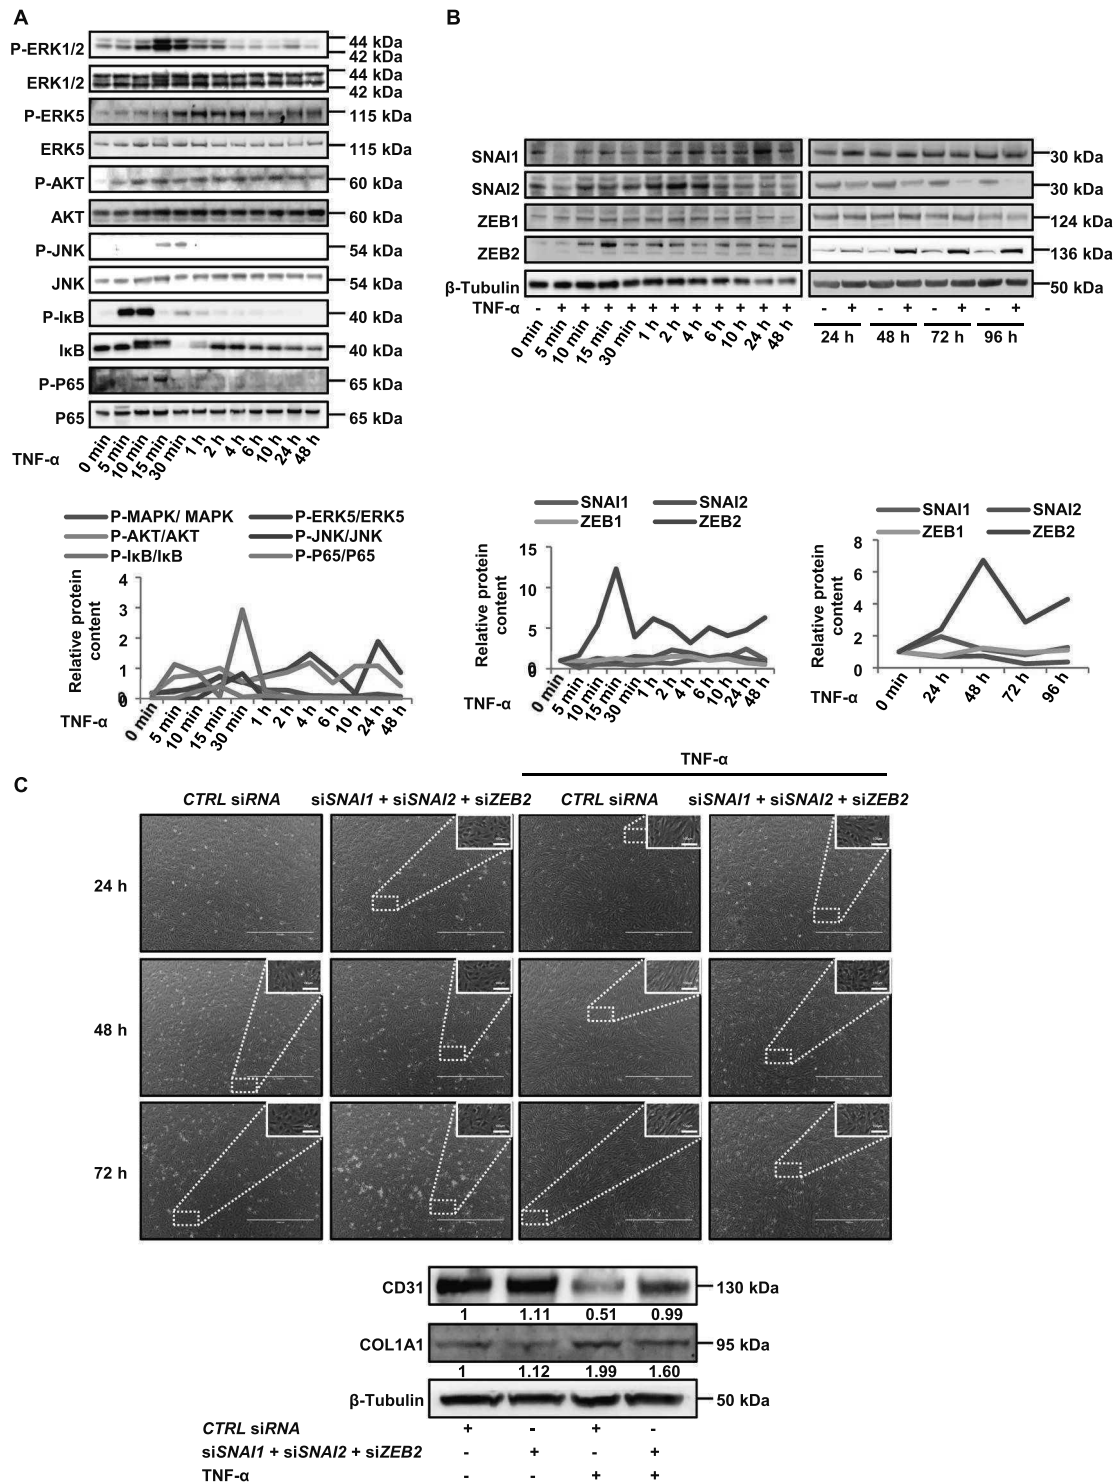 A
P-ERK1/2
44 kDa
42 kDa
ERK1/2
44 kDa
42 kDa
P-ERK5
115 kDa
ERK5
115 kDa
P-AKT
60 kDa
AKT
60 kDa
P-JNK
54 kDa
JNK
54 kDa
P-IκB
40 kDa
IκB
40 kDa
P-P65
65 kDa
P65
65 kDa
TNF-α
0 min 5 min 10 min 15 min 30 min 1 h 2 h 4 h 6 h 10 h 24 h 48 h
P-MAPK/ MAPK P-ERK5/ERK5
P-AKT/AKT P-JNK/JNK
P-IκB/IκB P-P65/P65
Relative protein
content
4
3
2
1
0
TNF-α
0 min 5 min 10 min 15 min 30 min 1 h 2 h 4 h 6 h 10 h 24 h 48 h
B
SNAI1
30 kDa
SNAI2
30 kDa
ZEB1
124 kDa
ZEB2
136 kDa
β-Tubulin
50 kDa
TNF-α - + + + + + + + + + + + - + - + - + - +
0 min 5 min 10 min 15 min 30 min 1 h 2 h 4 h 6 h 10 h 24 h 48 h
24 h 48 h 72 h 96 h
SNAI1 SNAI2
ZEB1 ZEB2
Relative protein
content
15
10
5
0
TNF-α
0 min 5 min 10 min 15 min 30 min 1 h 2 h 4 h 6 h 10 h 24 h 48 h
SNAI1 SNAI2
ZEB1 ZEB2
Relative protein
content
8
6
4
2
0
TNF-α
0 min 24 h 48 h 72 h 96 h
C
TNF-α
CTRL siRNA siSNAI1 + siSNAI2 + siZEB2 CTRL siRNA siSNAI1 + siSNAI2 + siZEB2
24 h
48 h
72 h
CD31
130 kDa
1 1.11 0.51 0.99
COL1A1
95 kDa
1 1.12 1.99 1.60
β-Tubulin
50 kDa
CTRL siRNA + - + -
siSNAI1 + siSNAI2 + siZEB2 - + - +
TNF-α - - + +